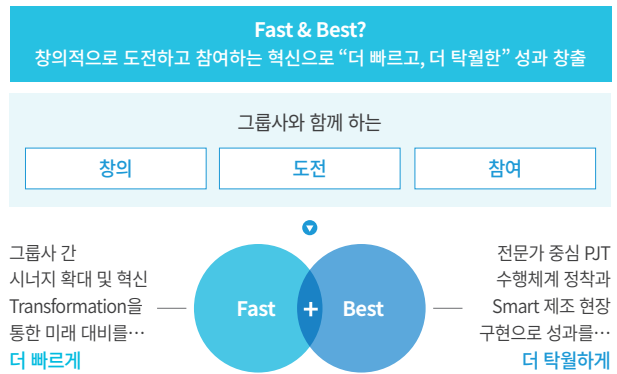 Fast & Best?
창의적으로 도전하고 참여하는 혁신으로 “더 빠르고, 더 탁월한” 성과 창출
그룹사와 함께 하는
창의
도전
참여
그룹사 간
시너지 확대 및 혁신
Transformation을
통한 미래 대비를…
더 빠르게
Fast
+
Best
전문가 중심 PJT
수행체계 정착과
Smart 제조 현장
구현으로 성과를…
더 탁월하게